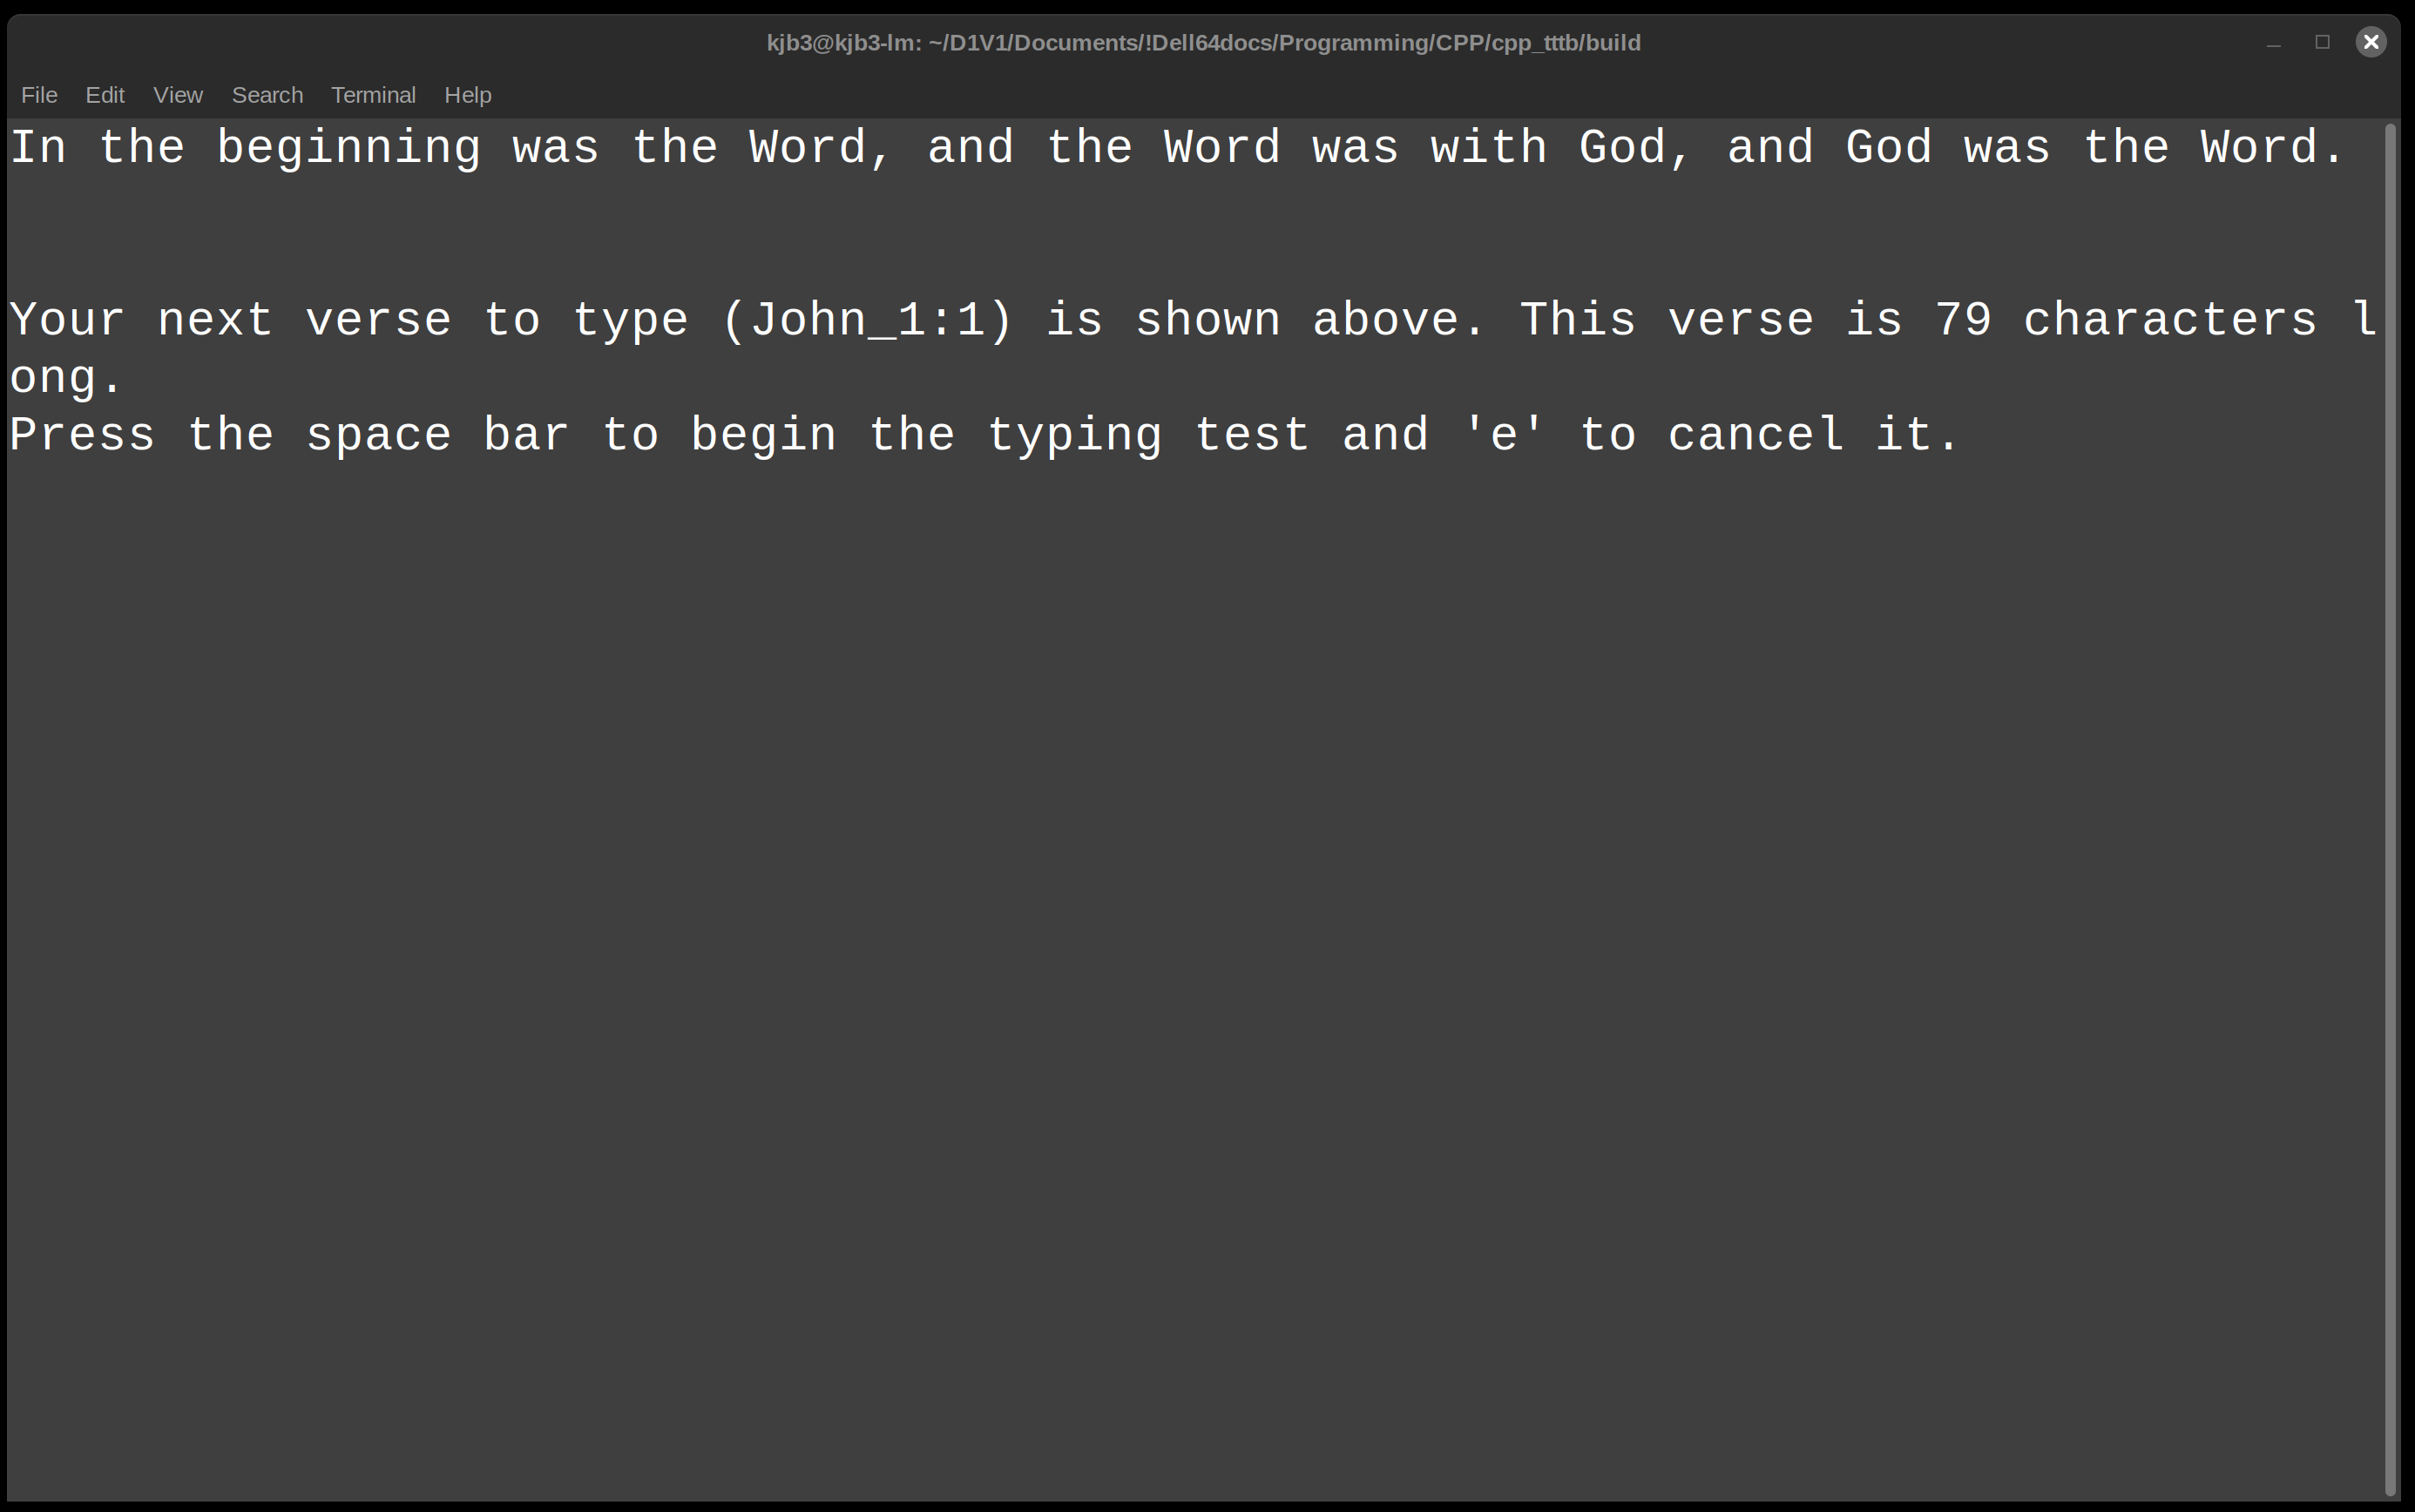 kjb3@kjb3-lm: ~/D1V1/Documents/!Dell64docs/Programming/CPP/cpp_tttb/build
File Edit View Search Terminal Help
In the beginning was the Word, and the Word was with God, and God was the Word.
Your next verse to type (John_1:1) is shown above. This verse is 79 characters l
ong.
Press the space bar to begin the typing test and 'e' to cancel it.